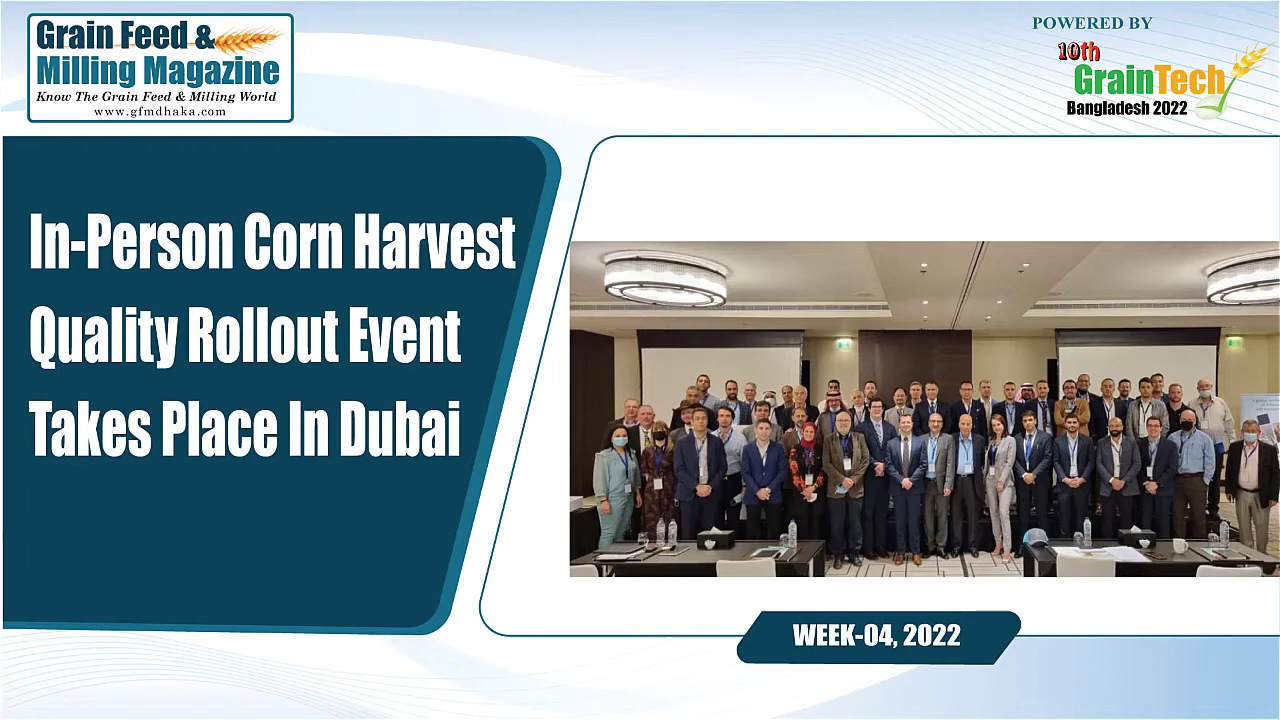 Grain Feed &
Milling Magazine
Know The Grain Feed & Milling World
www.gfmdhaka.com
POWERED BY
10th
GrainTech
Bangladesh 2022
In-Person Corn Harvest
Quality Rollout Event
Takes Place In Dubai
WEEK-04, 2022